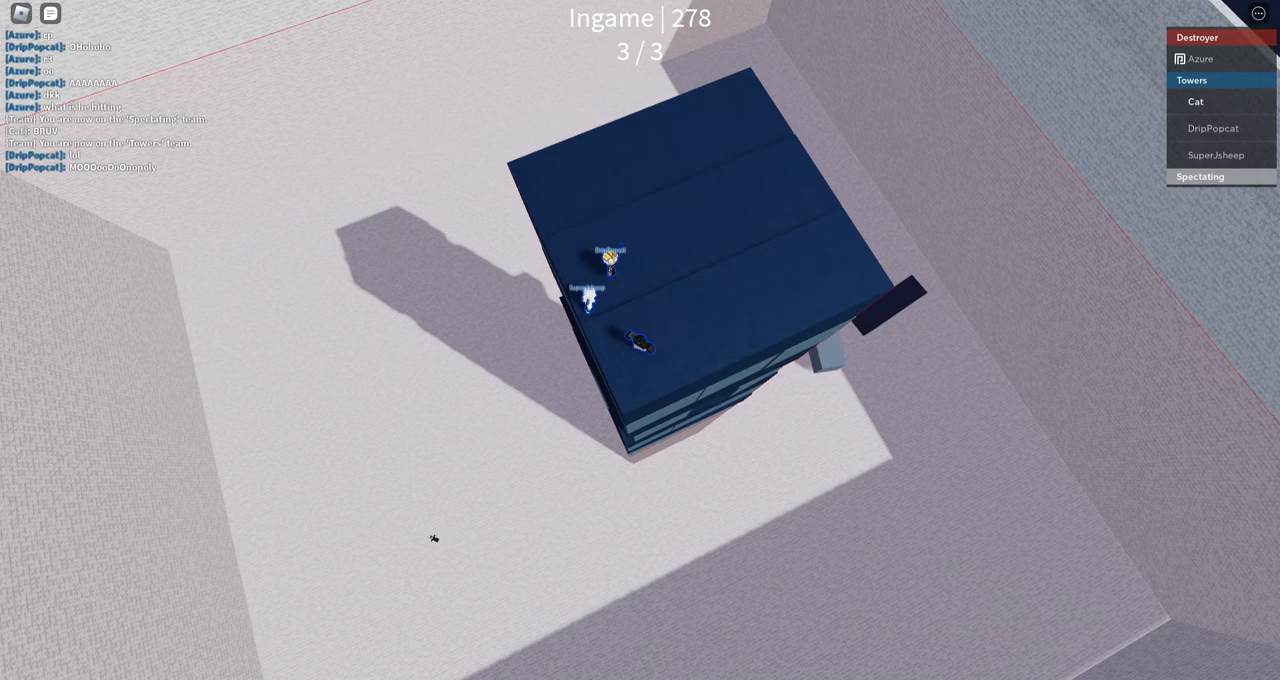 Ingame | 278
3 / 3
[Azure]: rp
[DripPopcat]: OHohoho
[Azure]: r3
[Azure]: oo
[DripPopcat]: AAAAAAAA
[Azure]: dkk
[Azure]: what is he hitting
[Team] You are now on the 'Spectating' team.
[Cat]: BRUV
[Team] You are now on the 'Towers' team.
[DripPopcat]: lol
[DripPopcat]: MOOOooOoOnopoly
Destroyer
Azure
Towers
Cat
DripPopcat
SuperJsheep
Spectating
DripPopcat
SuperJsheep